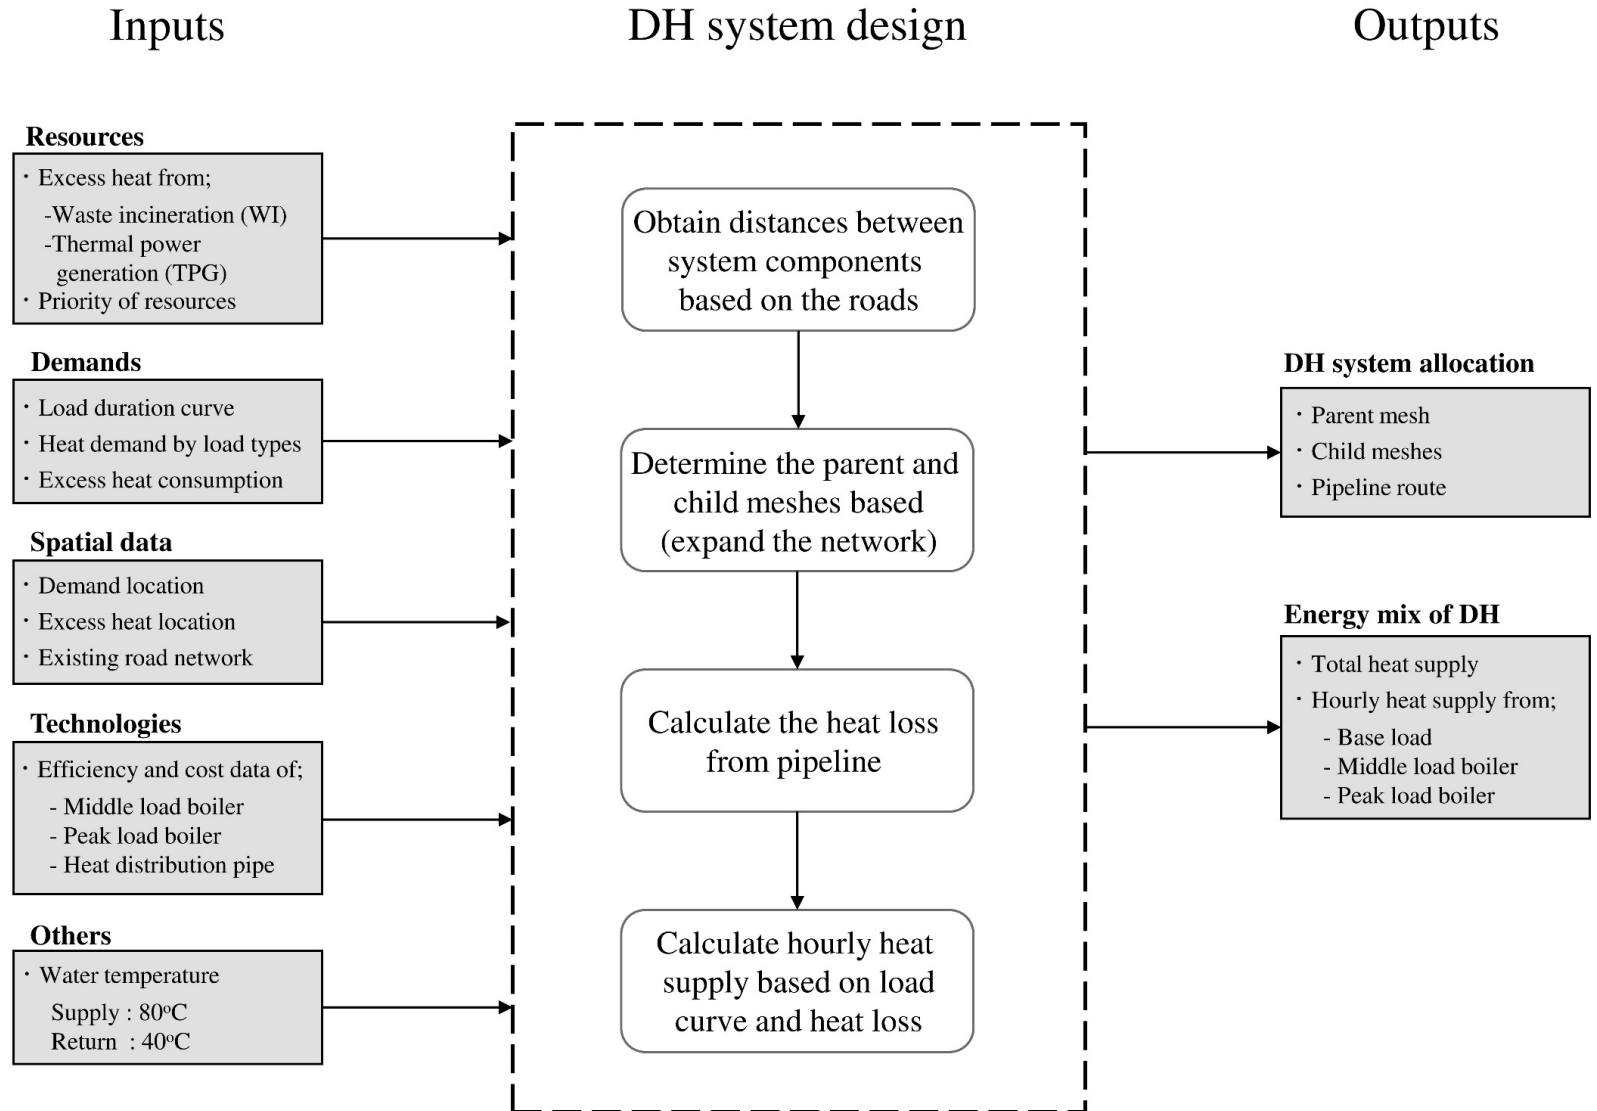 Inputs
DH system design
Outputs
Resources
· Excess heat from;
-Waste incineration (WI)
-Thermal power
generation (TPG)
· Priority of resources
Demands
· Load duration curve
· Heat demand by load types
· Excess heat consumption
Spatial data
· Demand location
· Excess heat location
· Existing road network
Technologies
· Efficiency and cost data of;
- Middle load boiler
- Peak load boiler
- Heat distribution pipe
Others
· Water temperature
Supply : 80°C
Return : 40°C
Obtain distances between
system components
based on the roads
Determine the parent and
child meshes based
(expand the network)
Calculate the heat loss
from pipeline
Calculate hourly heat
supply based on load
curve and heat loss
DH system allocation
· Parent mesh
· Child meshes
· Pipeline route
Energy mix of DH
· Total heat supply
· Hourly heat supply from;
- Base load
- Middle load boiler
- Peak load boiler